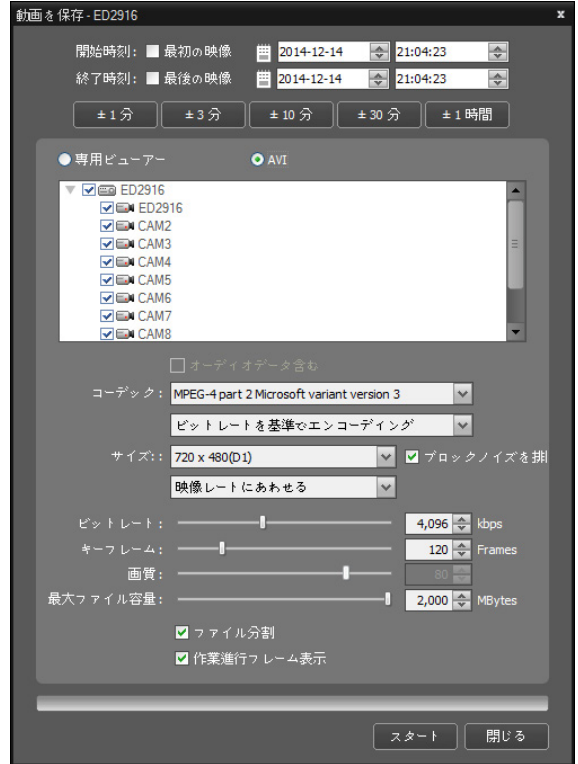 動画を保存 - ED2916 x
開始時刻: 最初の映像 2014-12-14 21:04:23
終了時刻: 最後の映像 2014-12-14 21:04:23
±1分 ±3分 ±10分 ±30分 ±1時間
専用ビューアー AVI
ED2916
ED2916
CAM2
CAM3
CAM4
CAM5
CAM6
CAM7
CAM8
オーディオデータ含む
コーデック: MPEG-4 part 2 Microsoft variant version 3
ビットレートを基準でエンコーディング
サイズ:: 720 x 480(D1) ブロックノイズを排
映像レートにあわせる
ビットレート: 4,096 kbps
キーフレーム: 120 Frames
画質: 80
最大ファイル容量: 2,000 MBytes
ファイル分割
作業進行フレーム表示
スタート 閉じる